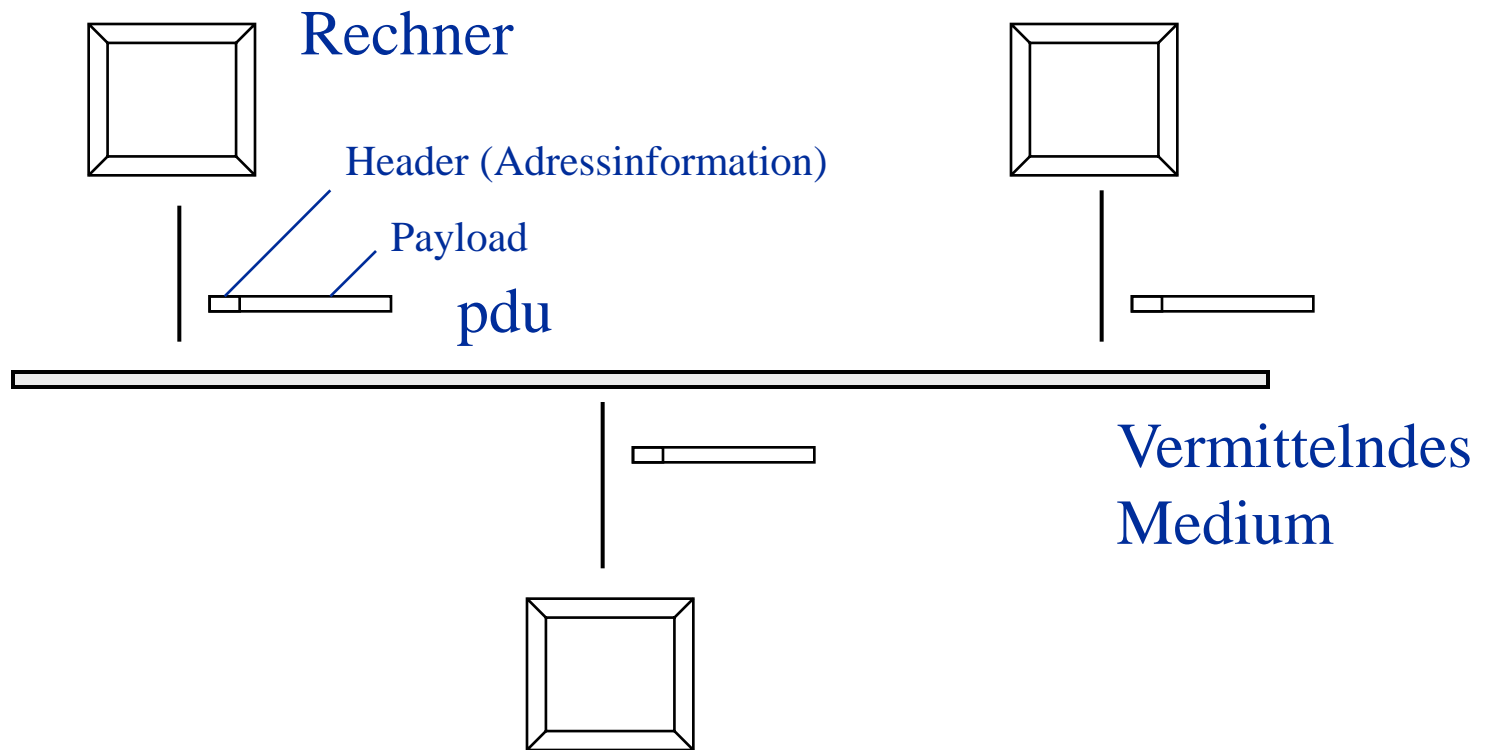 Rechner
Header (Adressinformation)
Payload
pdu
Vermittelndes
Medium